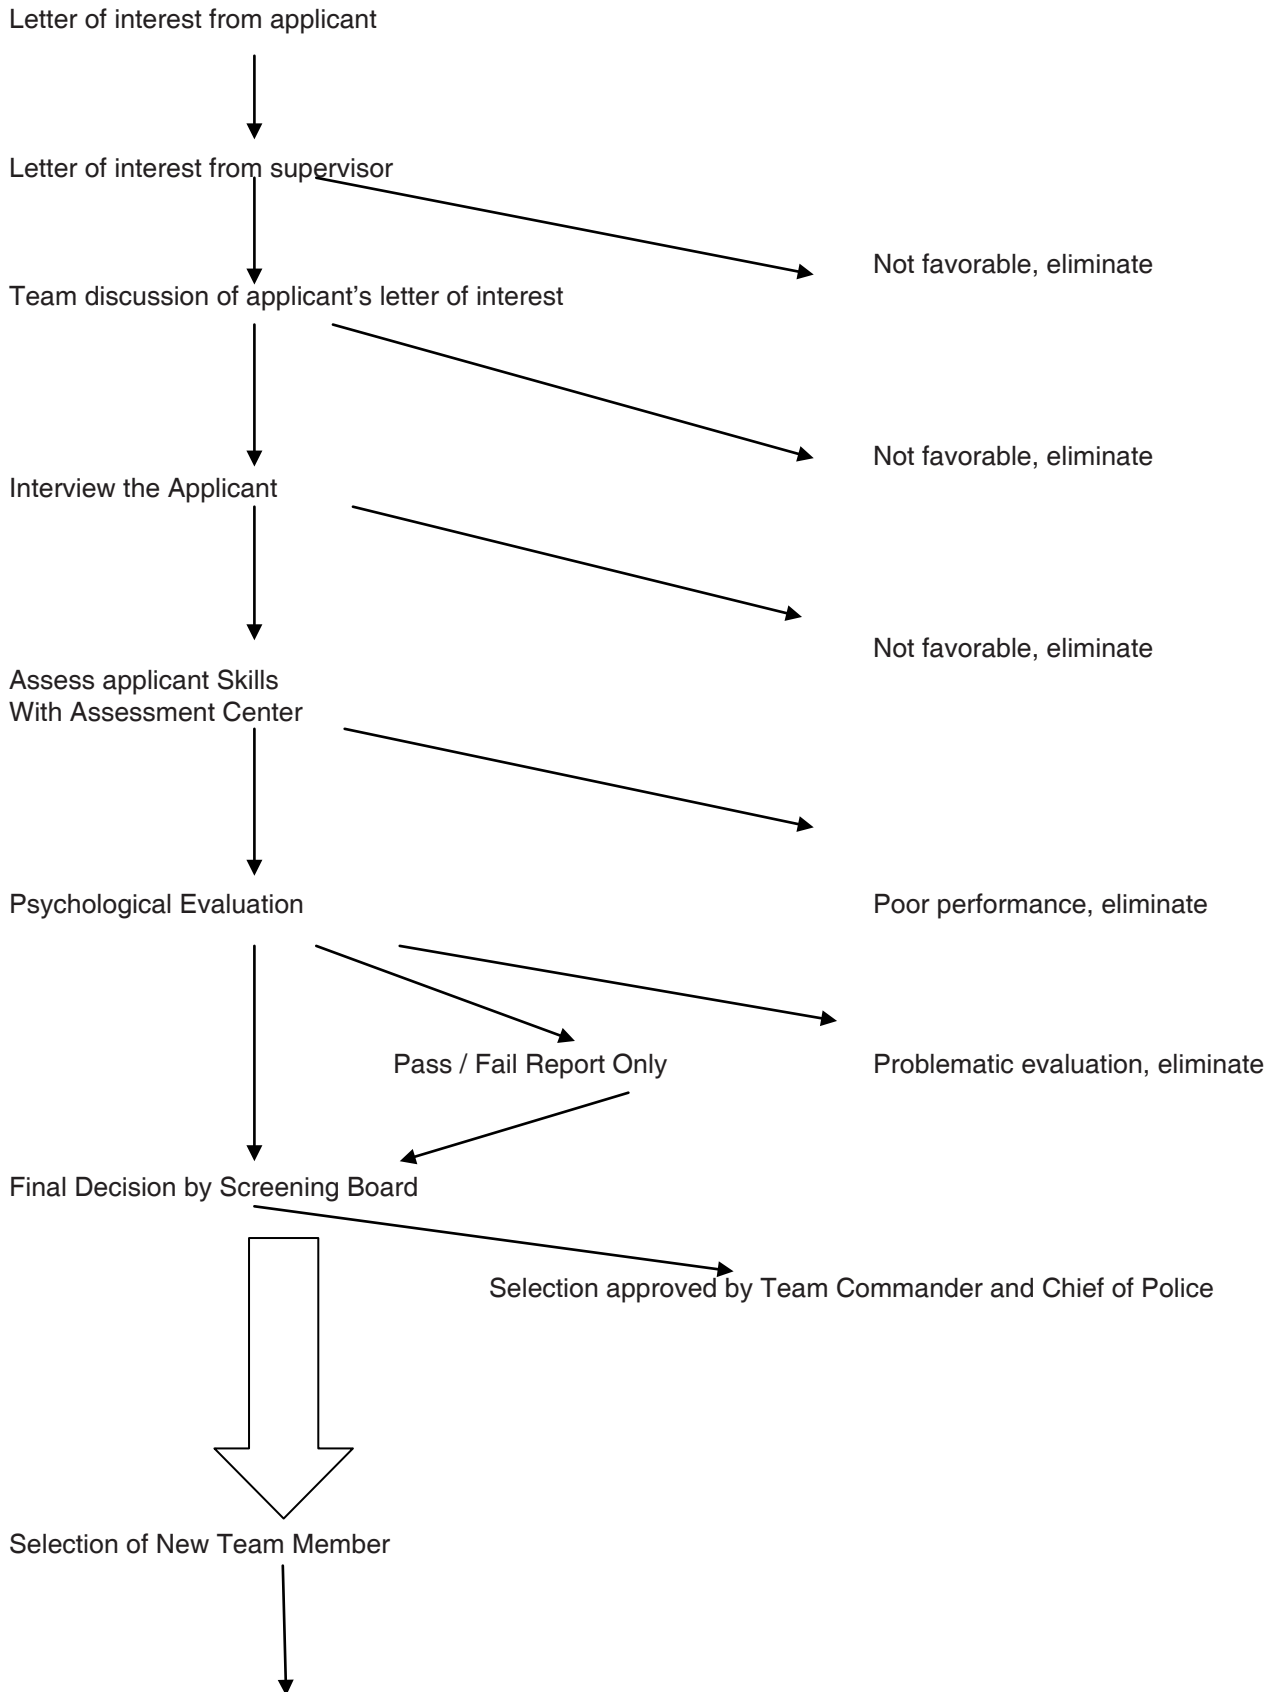 Letter of interest from applicant
Letter of interest from supervisor
Not favorable, eliminate
Team discussion of applicant’s letter of interest
Not favorable, eliminate
Interview the Applicant
Not favorable, eliminate
Assess applicant Skills
With Assessment Center
Psychological Evaluation
Poor performance, eliminate
Pass / Fail Report Only
Problematic evaluation, eliminate
Final Decision by Screening Board
Selection approved by Team Commander and Chief of Police
Selection of New Team Member